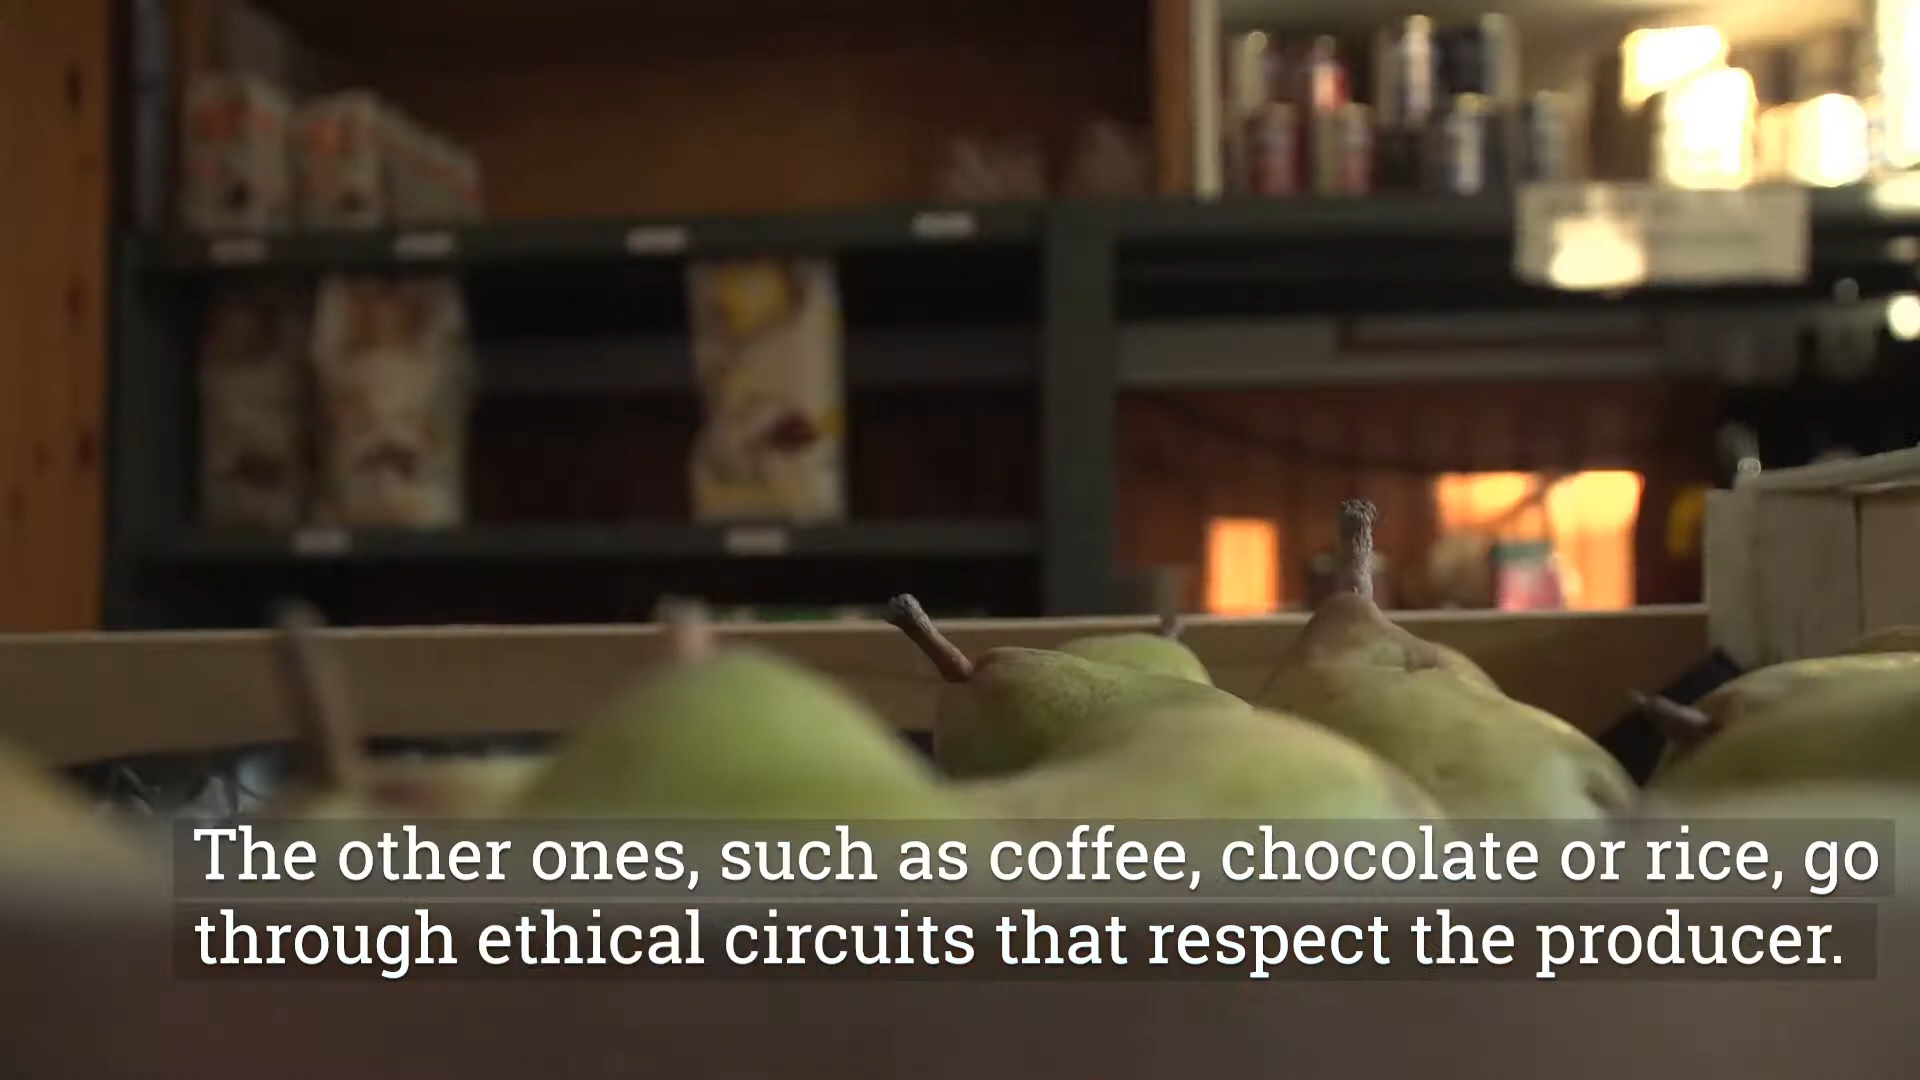 The other ones, such as coffee, chocolate or rice, go
through ethical circuits that respect the producer.